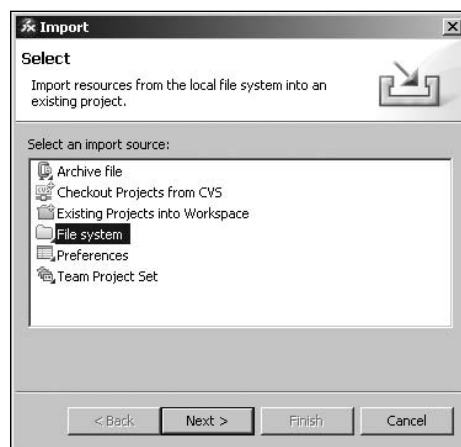 Import
Select
Import resources from the local file system into an
existing project.
Select an import source:
Archive file
Checkout Projects from CVS
Existing Projects into Workspace
File system
Preferences
Team Project Set
< Back Next > Finish Cancel